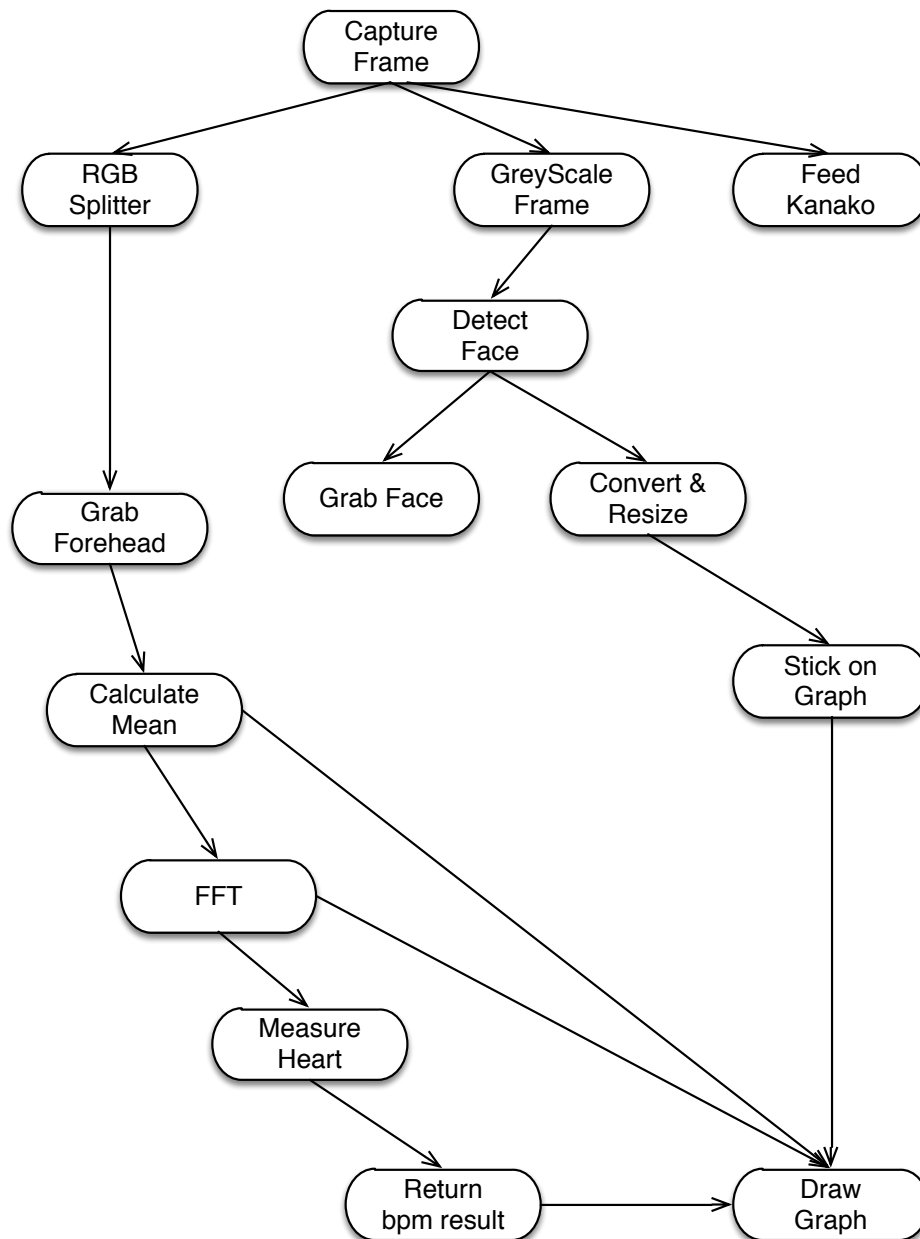 Capture
Frame
RGB
Splitter
GreyScale
Frame
Feed
Kanako
Detect
Face
Grab Face
Convert &
Resize
Grab
Forehead
Calculate
Mean
Stick on
Graph
FFT
Measure
Heart
Return
bpm result
Draw
Graph